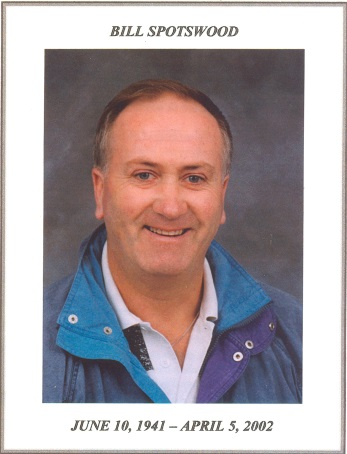 BILL SPOTSWOOD
JUNE 10, 1941 – APRIL 5, 2002